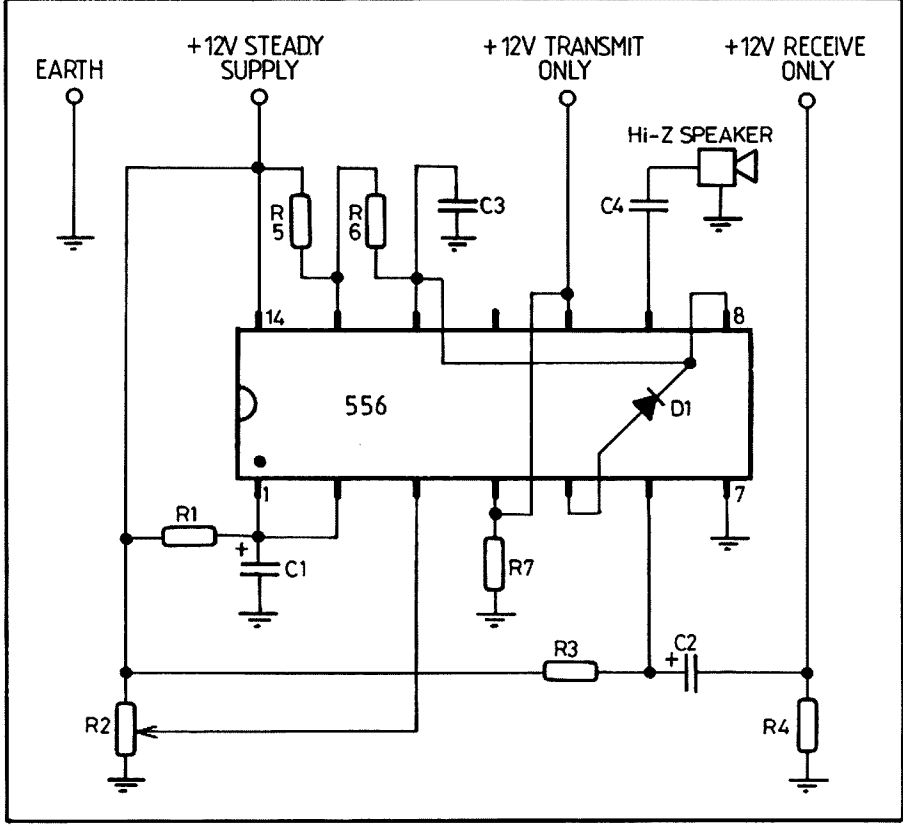 EARTH
+12V STEADY
SUPPLY
+12V TRANSMIT
ONLY
+12V RECEIVE
ONLY
Hi-Z SPEAKER
R
5
R
6
C3
C4
14
8
556
D1
1
7
R1
+
C1
R7
R3
C2
+
R2
R4